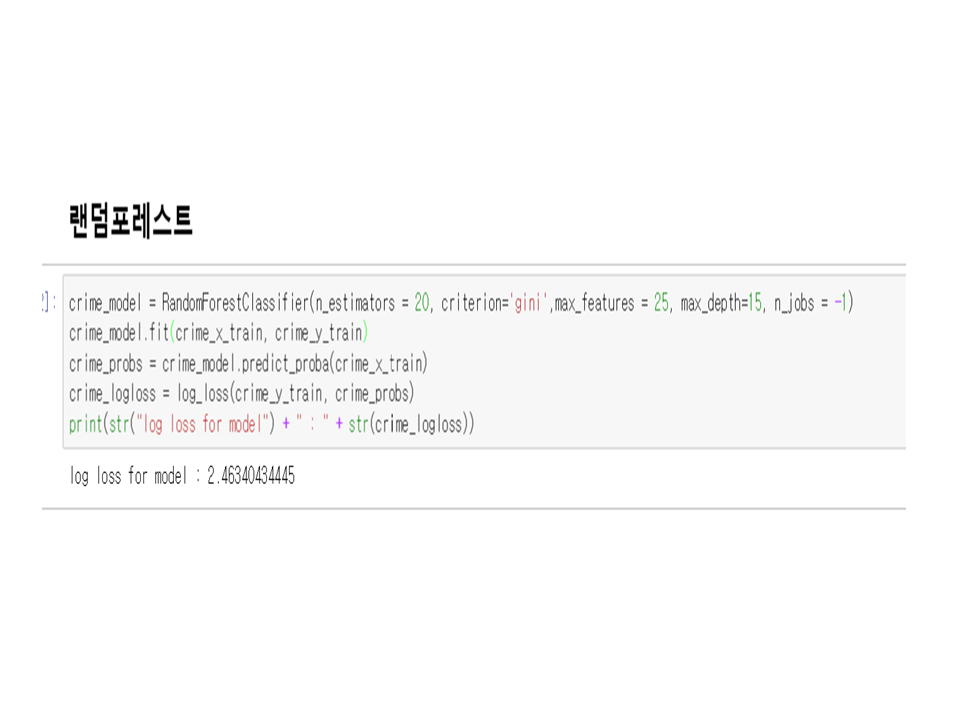 랜덤포레스트
2]: crime_model = RandomForestClassifier(n_estimators = 20, criterion='gini',max_features = 25, max_depth=15, n_jobs = -1)
crime_model.fit(crime_x_train, crime_y_train)
crime_probs = crime_model.predict_proba(crime_x_train)
crime_logloss = log_loss(crime_y_train, crime_probs)
print(str("log loss for model") + " : " + str(crime_logloss))
log loss for model : 2.46340434445